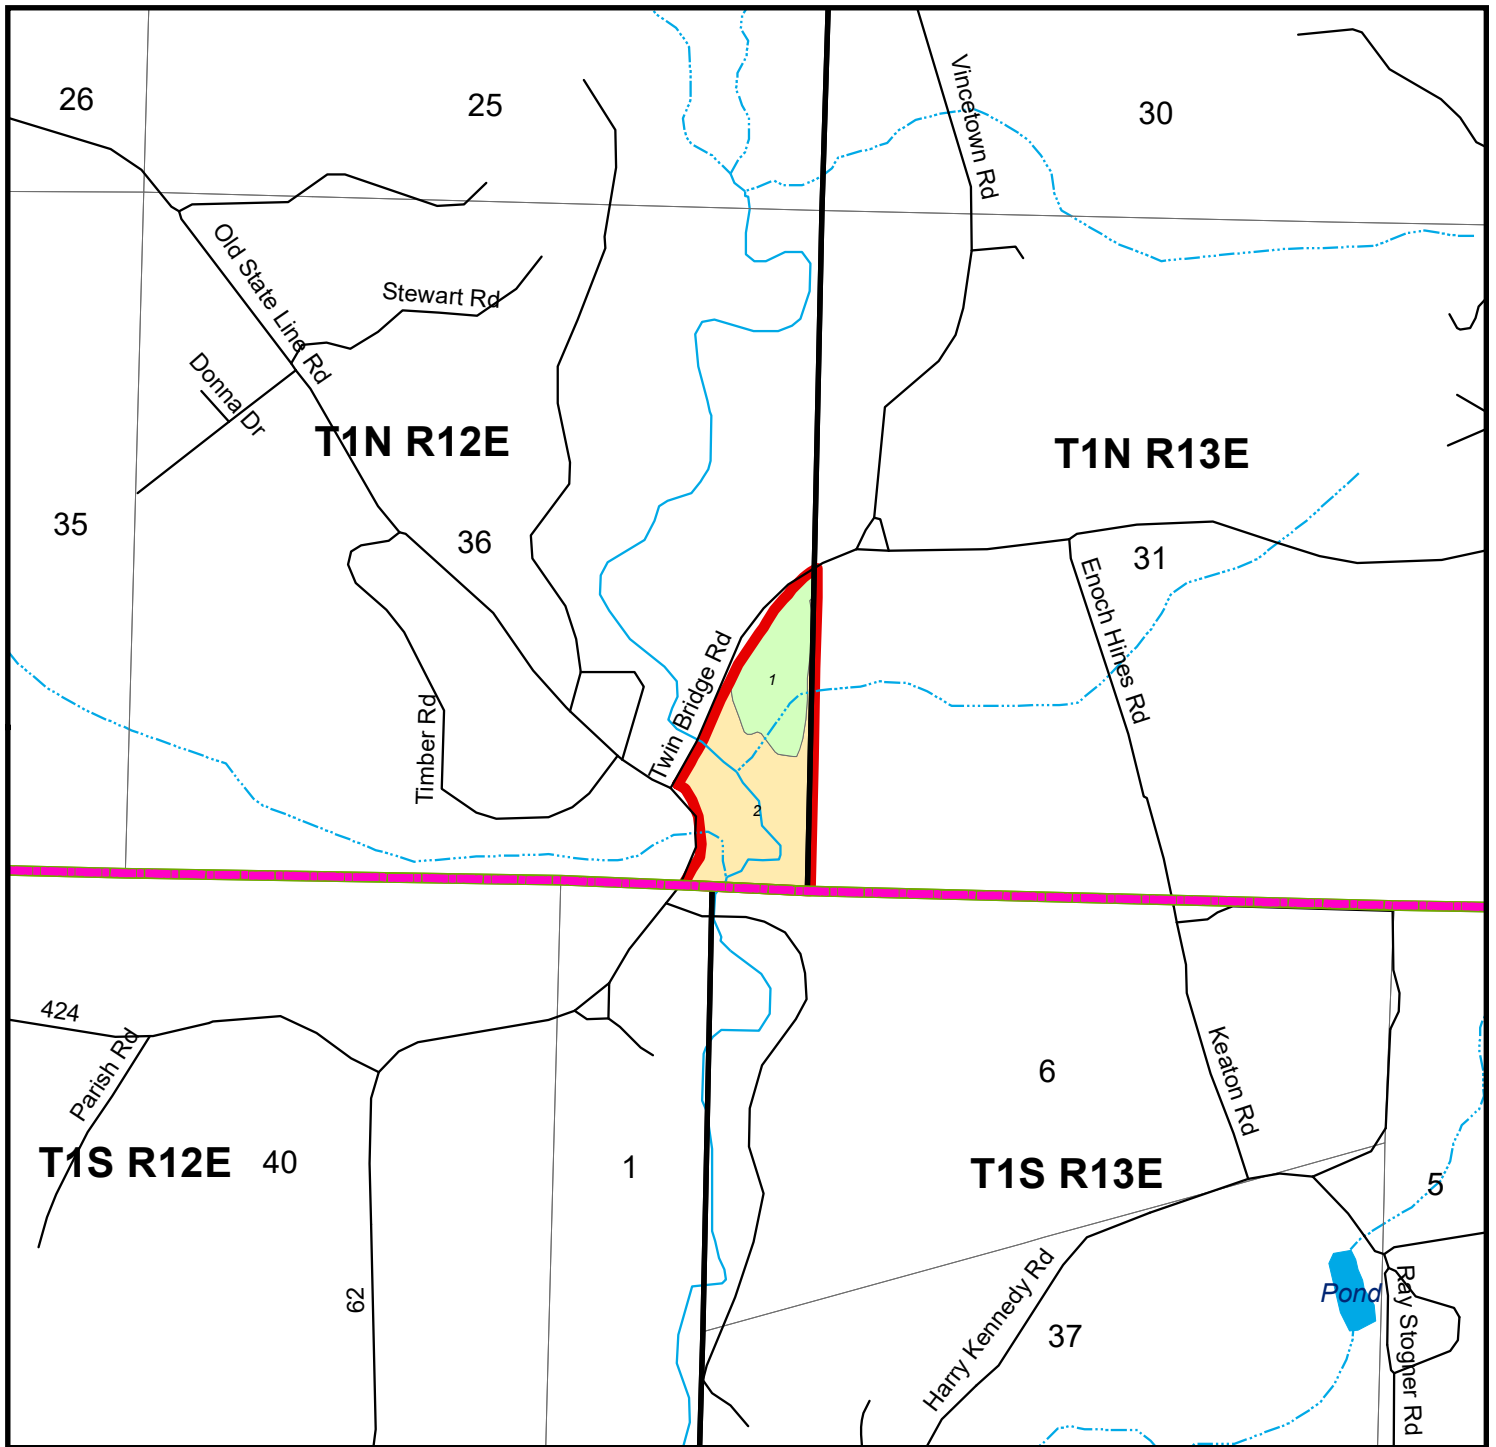 26
25
30
Vincetown Rd
Old State Line Rd
Stewart Rd
Donna Dr
T1N R12E
T1N R13E
35
36
31
Enoch Hines Rd
Twin Bridge Rd
1
Timber Rd
2
424
Parish Rd
Keaton Rd
6
T1S R12E
40
1
T1S R13E
5
62
Harry Kennedy Rd
Pond
Ray Stogner Rd
37